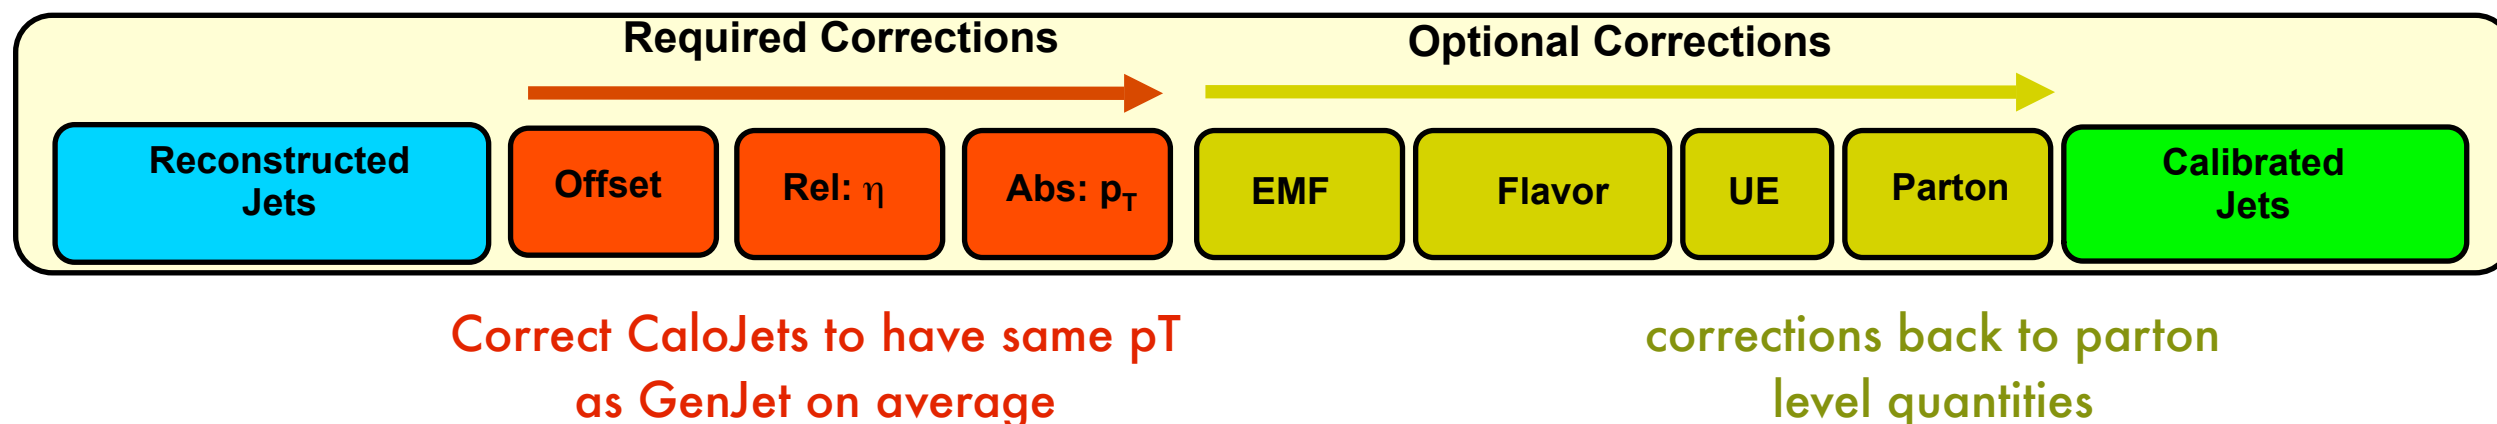 Required Corrections
Optional Corrections
Reconstructed
Jets
Offset
Rel: η
Abs: pT
EMF
Flavor
UE
Parton
Calibrated
Jets
Correct CaloJets to have same pT
as GenJet on average
corrections back to parton
level quantities